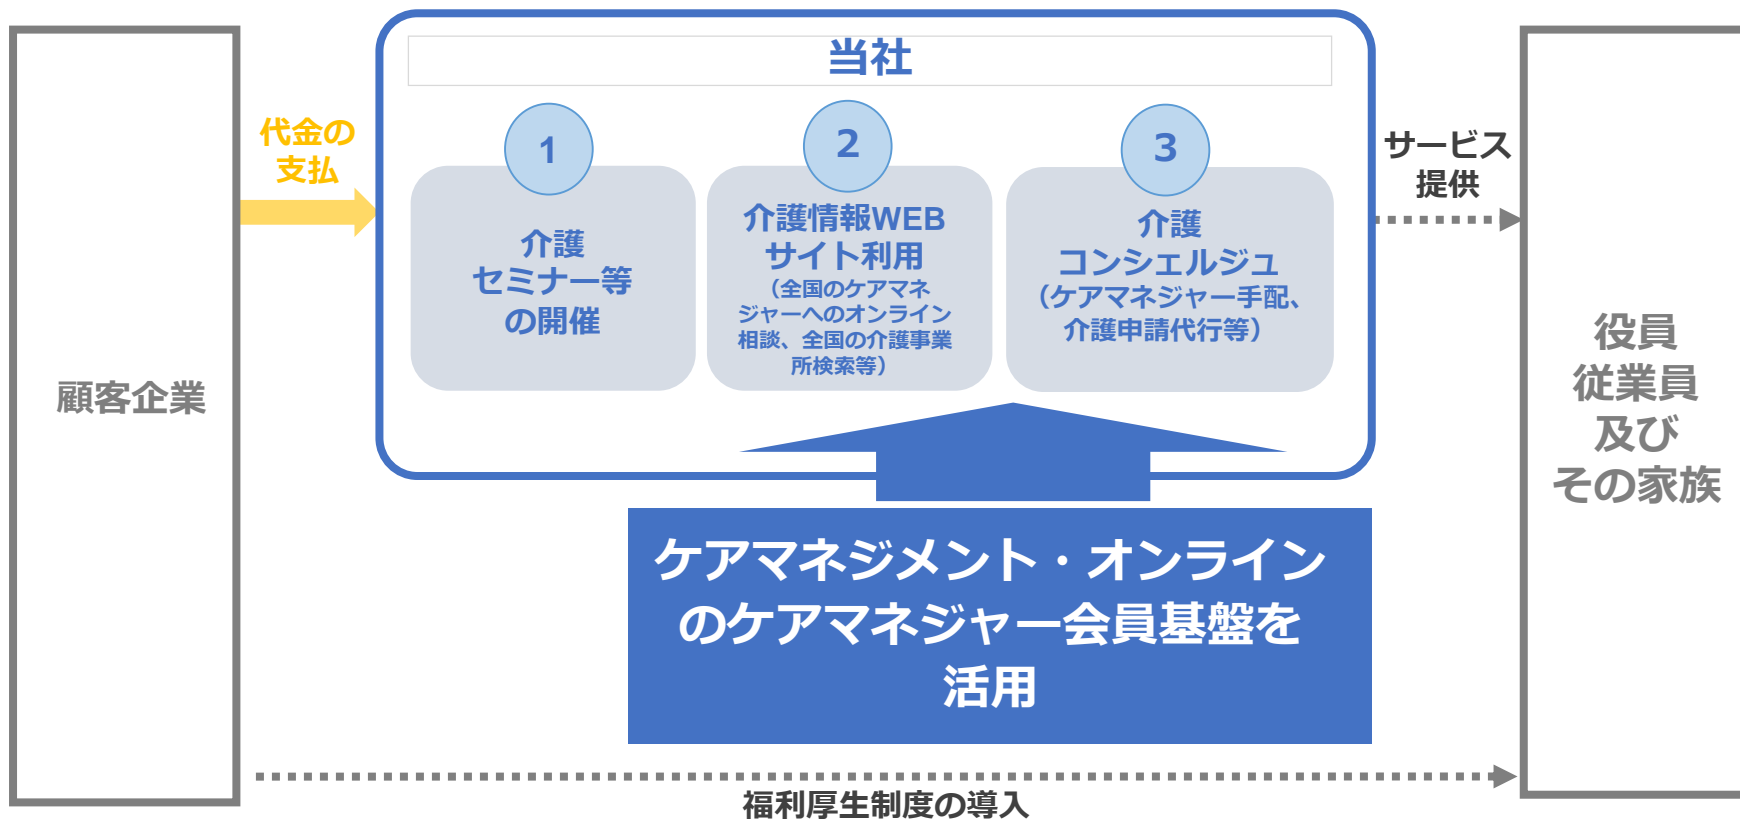 当社
代金の
支払
1
介護
セミナー等
の開催
2
介護情報WEB
サイト利用
（全国のケアマネ
ジャーへのオンライン
相談、全国の介護事業
所検索等）
3
介護
コンシェルジュ
（ケアマネジャー手配、
介護申請代行等）
サービス
提供
顧客企業
役員
従業員
及び
その家族
ケアマネジメント・オンライン
のケアマネジャー会員基盤を
活用
福利厚生制度の導入